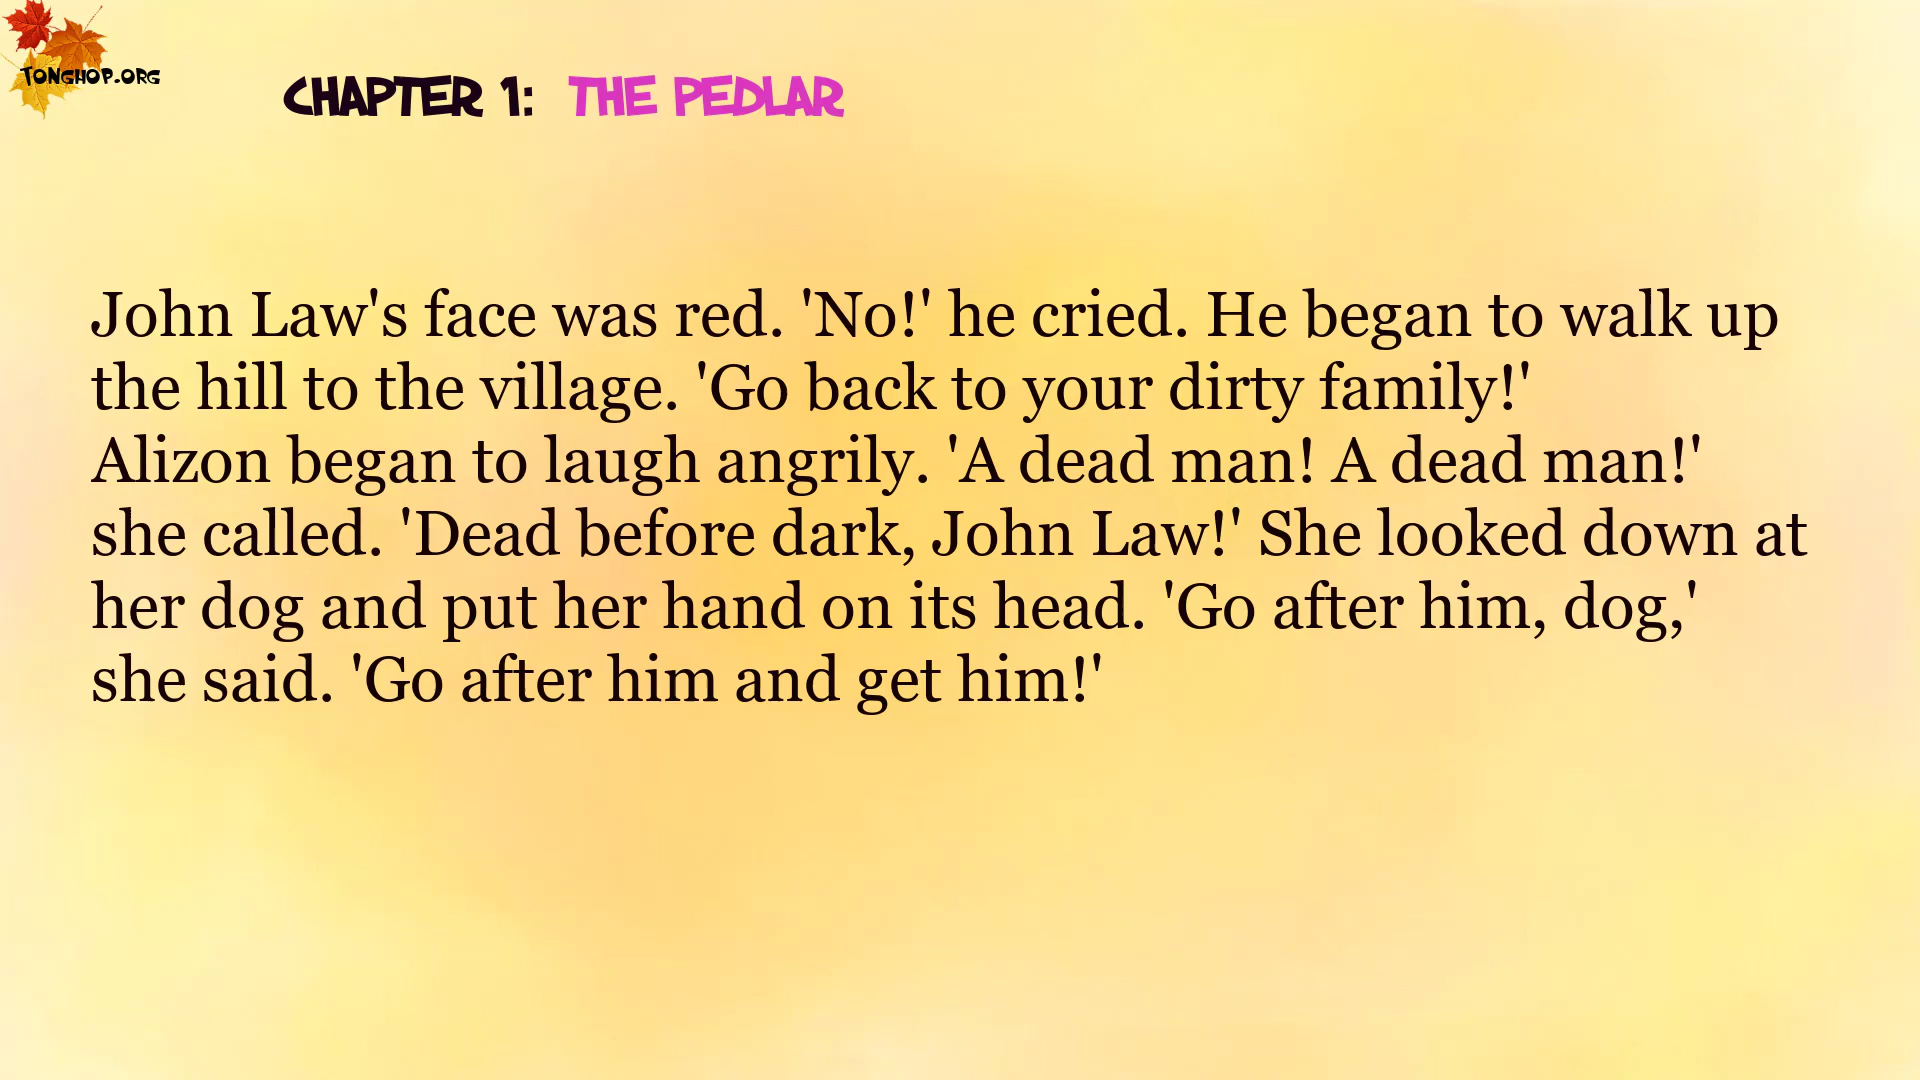 TONGHOP.ORG
CHAPTER 1: THE PEDLAR
John Law's face was red. 'No!' he cried. He began to walk up
the hill to the village. 'Go back to your dirty family!'
Alizon began to laugh angrily. 'A dead man! A dead man!'
she called. 'Dead before dark, John Law!' She looked down at
her dog and put her hand on its head. 'Go after him, dog,'
she said. 'Go after him and get him!'